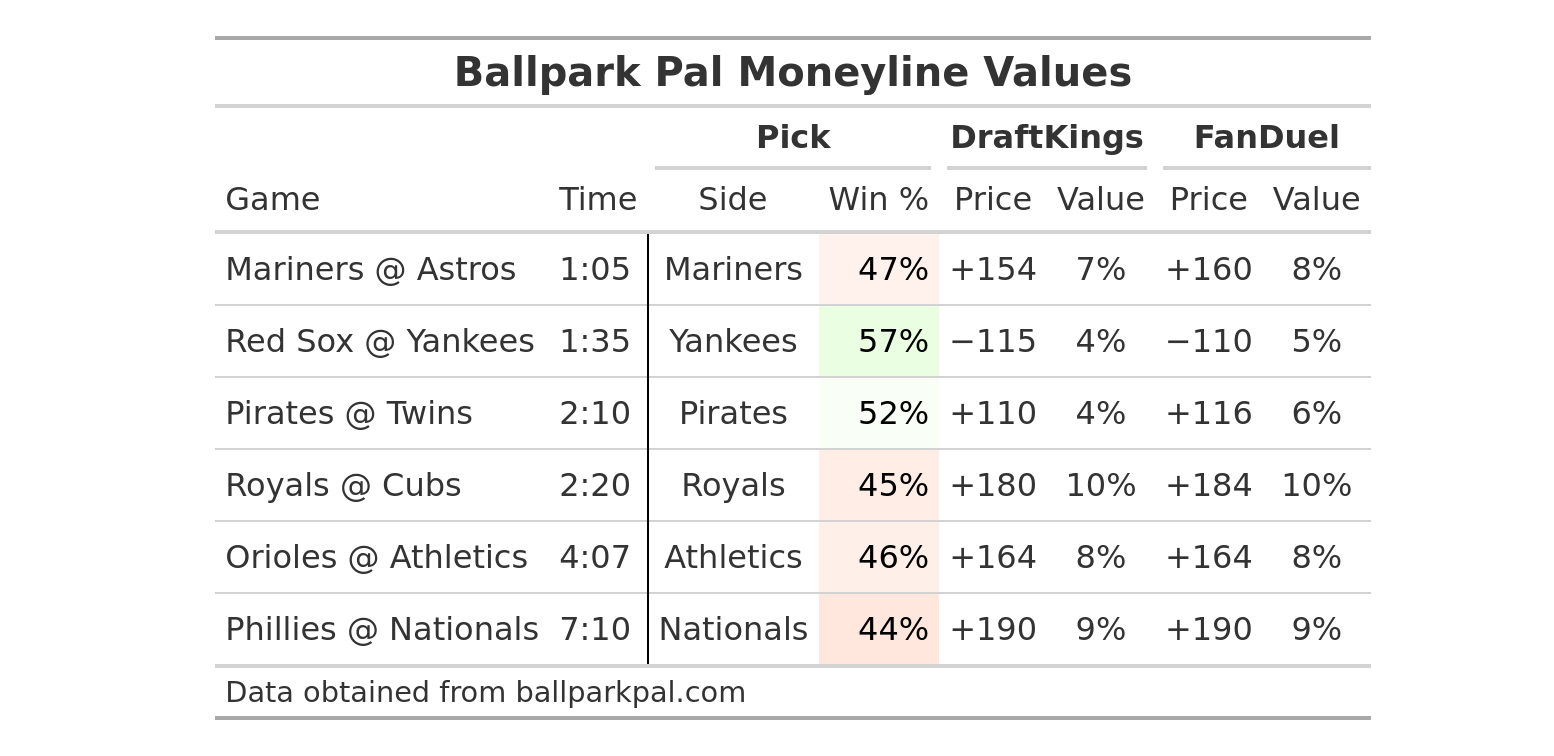 Ballpark Pal Moneyline Values
Pick DraftKings FanDuel
Game Time Side Win % Price Value Price Value
Mariners @ Astros 1:05 Mariners 47% +154 7% +160 8%
Red Sox @ Yankees 1:35 Yankees 57% −115 4% −110 5%
Pirates @ Twins 2:10 Pirates 52% +110 4% +116 6%
Royals @ Cubs 2:20 Royals 45% +180 10% +184 10%
Orioles @ Athletics 4:07 Athletics 46% +164 8% +164 8%
Phillies @ Nationals 7:10 Nationals 44% +190 9% +190 9%
Data obtained from ballparkpal.com